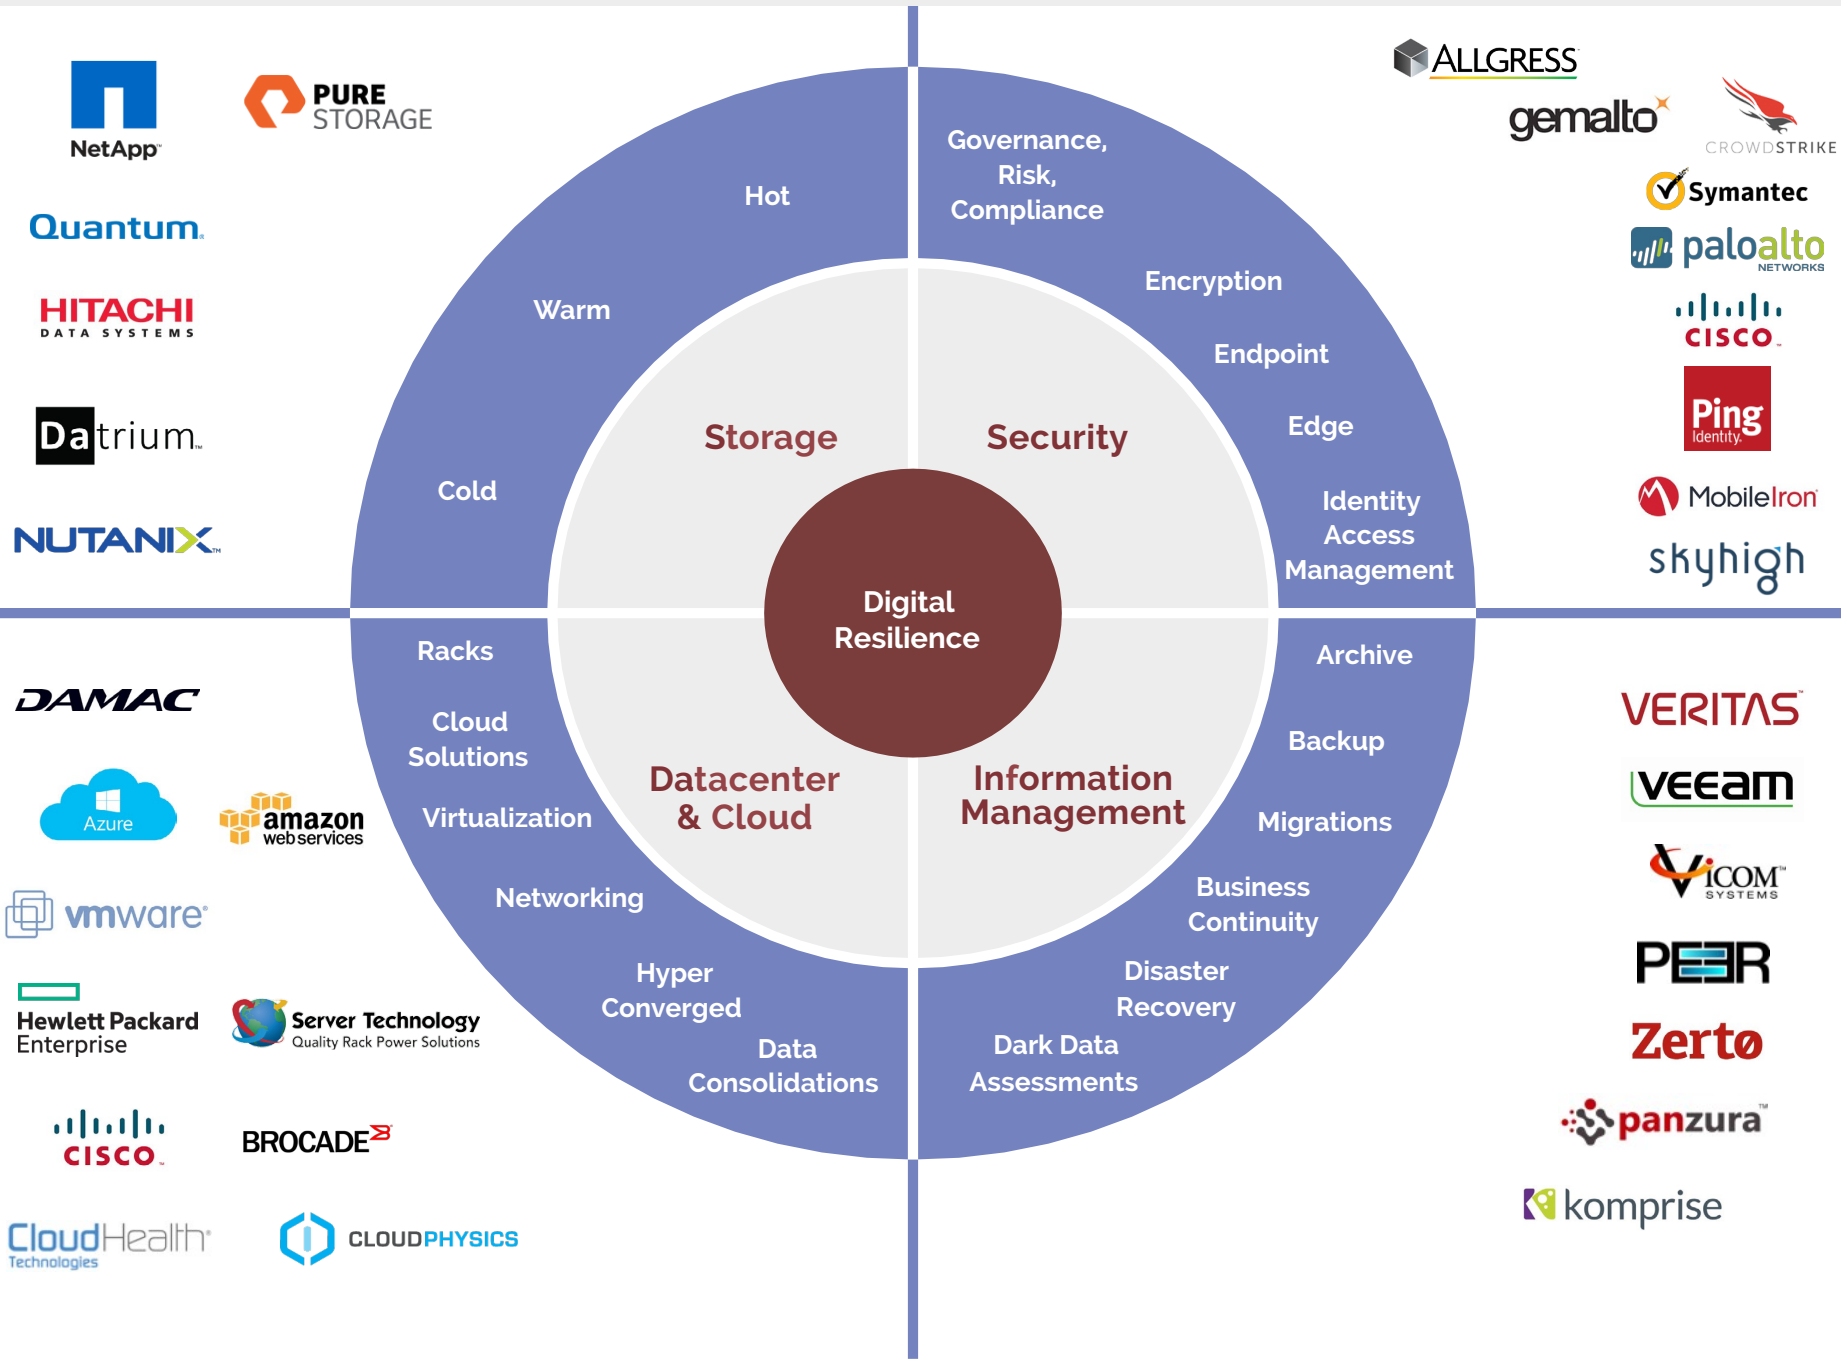 NetApp
PURE
STORAGE
Quantum
HITACHI
DATA SYSTEMS
Datrium
NUTANIX
Hot
Warm
Cold
Storage
ALLGRESS
gemalto
CROWDSTRIKE
Symantec
paloalto
NETWORKS
CISCO
Ping
Identity
MobileIron
skyhigh
Governance,
Risk,
Compliance
Encryption
Endpoint
Edge
Identity
Access
Management
Security
Digital
Resilience
Racks
Cloud
Solutions
Virtualization
Networking
Hyper
Converged
Data
Consolidations
Datacenter
& Cloud
DAMAC
Azure
amazon
webservices
vmware
Hewlett Packard
Enterprise
Server Technology
Quality Rack Power Solutions
CISCO
BROCADE
CloudHealth
Technologies
CLOUDPHYSICS
Information
Management
Archive
Backup
Migrations
Business
Continuity
Disaster
Recovery
Dark Data
Assessments
VERITAS
veeam
VICOM
SYSTEMS
PEER
Zerto
panzura
komprise